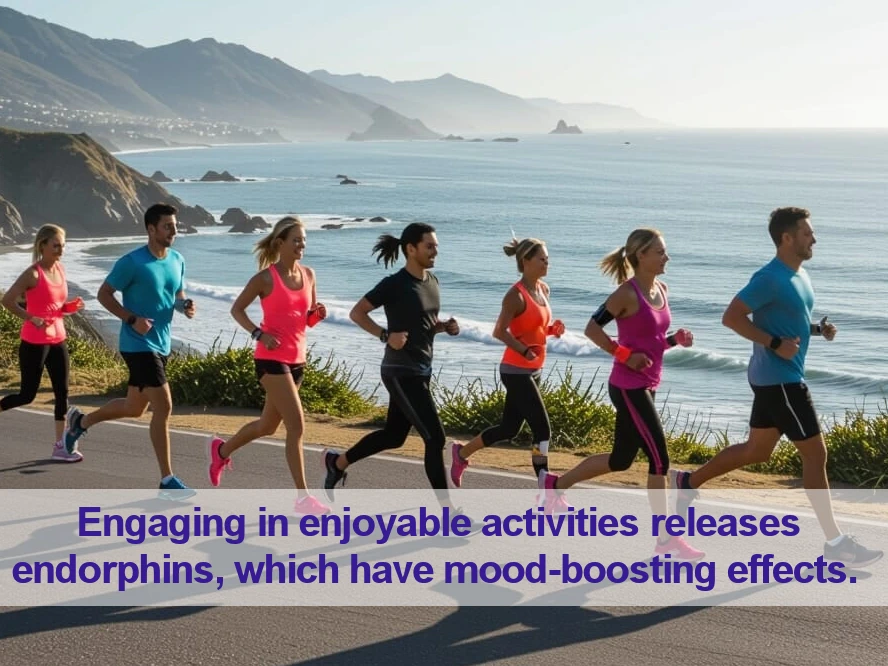 Engaging in enjoyable activities releases
endorphins, which have mood-boosting effects.